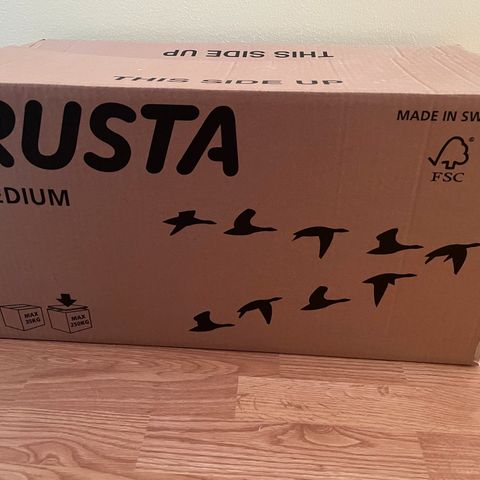 THIS SIDE UP
THIS SIDE UP
RUSTA
MADE IN SW
FSC
EDIUM
MAX
25KG
MAX
250KG